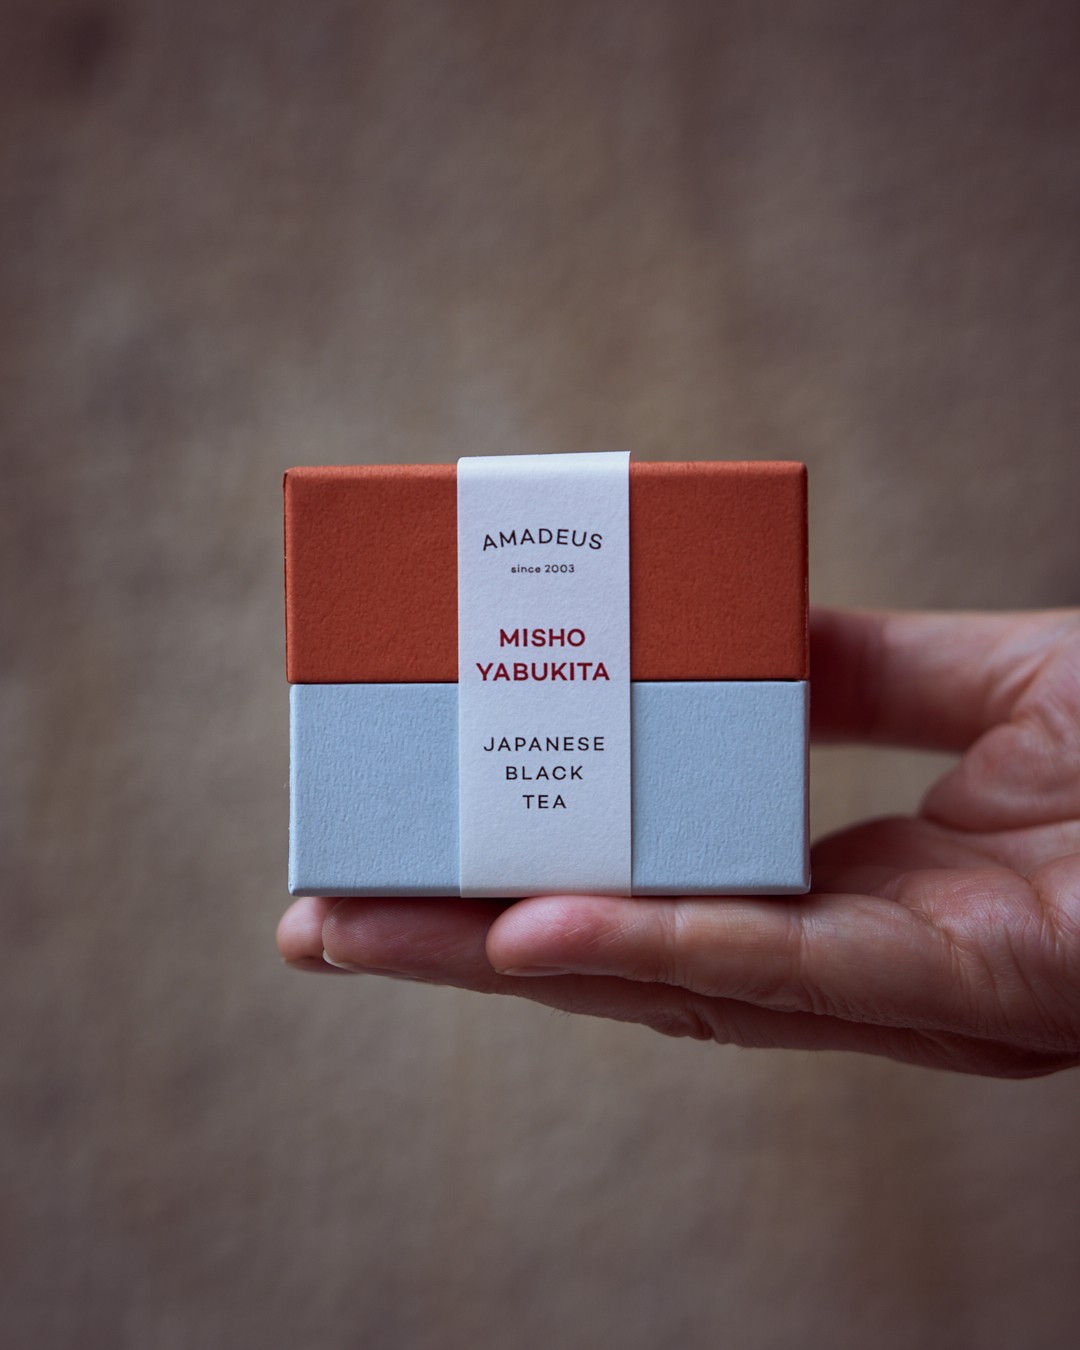 AMADEUS
since 2003
MISHO
YABUKITA
JAPANESE
BLACK
TEA